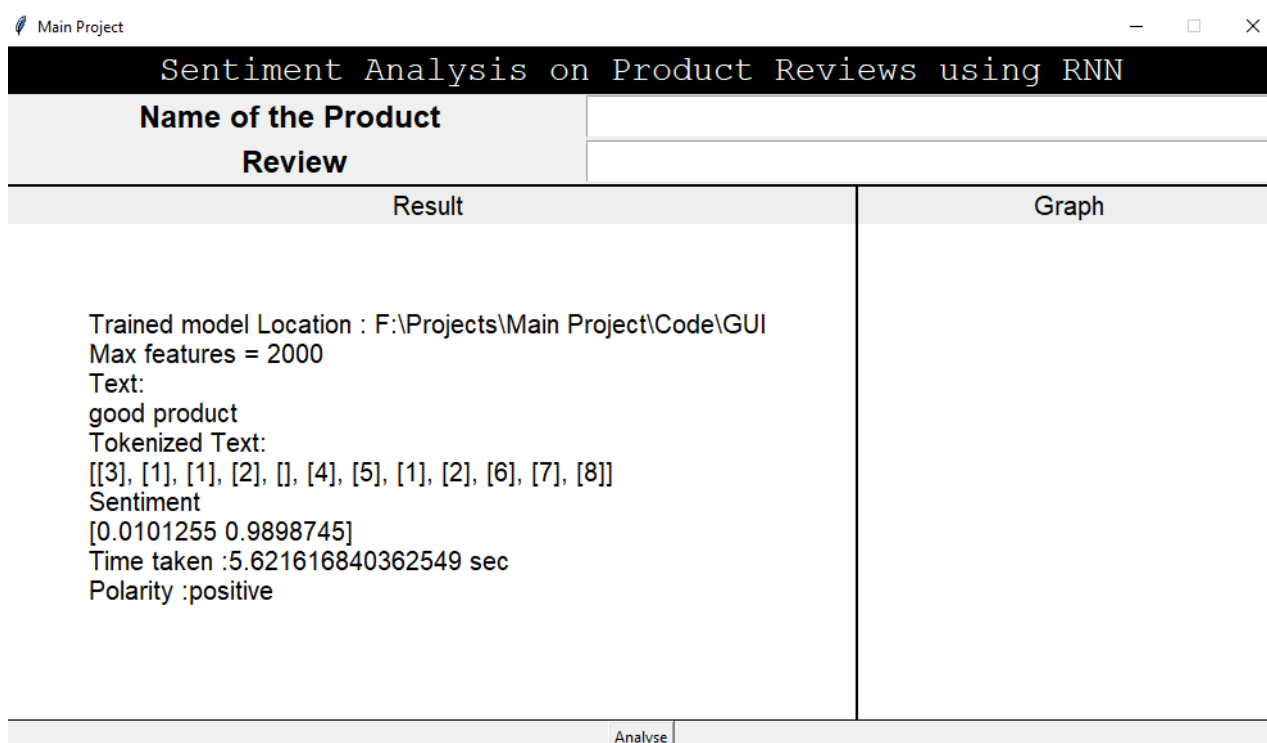 Main Project
Sentiment Analysis on Product Reviews using RNN
Name of the Product
Review
Result
Graph
Trained model Location : F:\Projects\Main Project\Code\GUI
Max features = 2000
Text:
good product
Tokenized Text:
[[3], [1], [1], [2], [], [4], [5], [1], [2], [6], [7], [8]]
Sentiment
[0.0101255 0.9898745]
Time taken :5.621616840362549 sec
Polarity :positive
Analyse